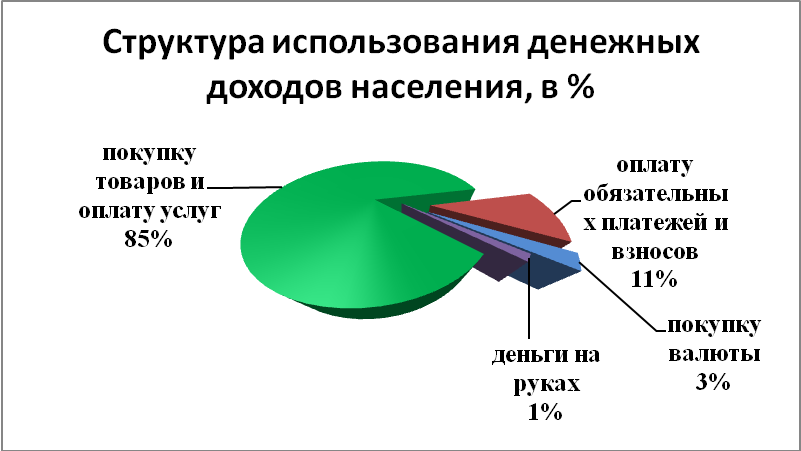 Структура использования денежных
доходов населения, в %
покупку
товаров и
оплату услуг
85%
оплату
обязательны
х платежей и
взносов
11%
покупку
валюты
3%
деньги на
руках
1%